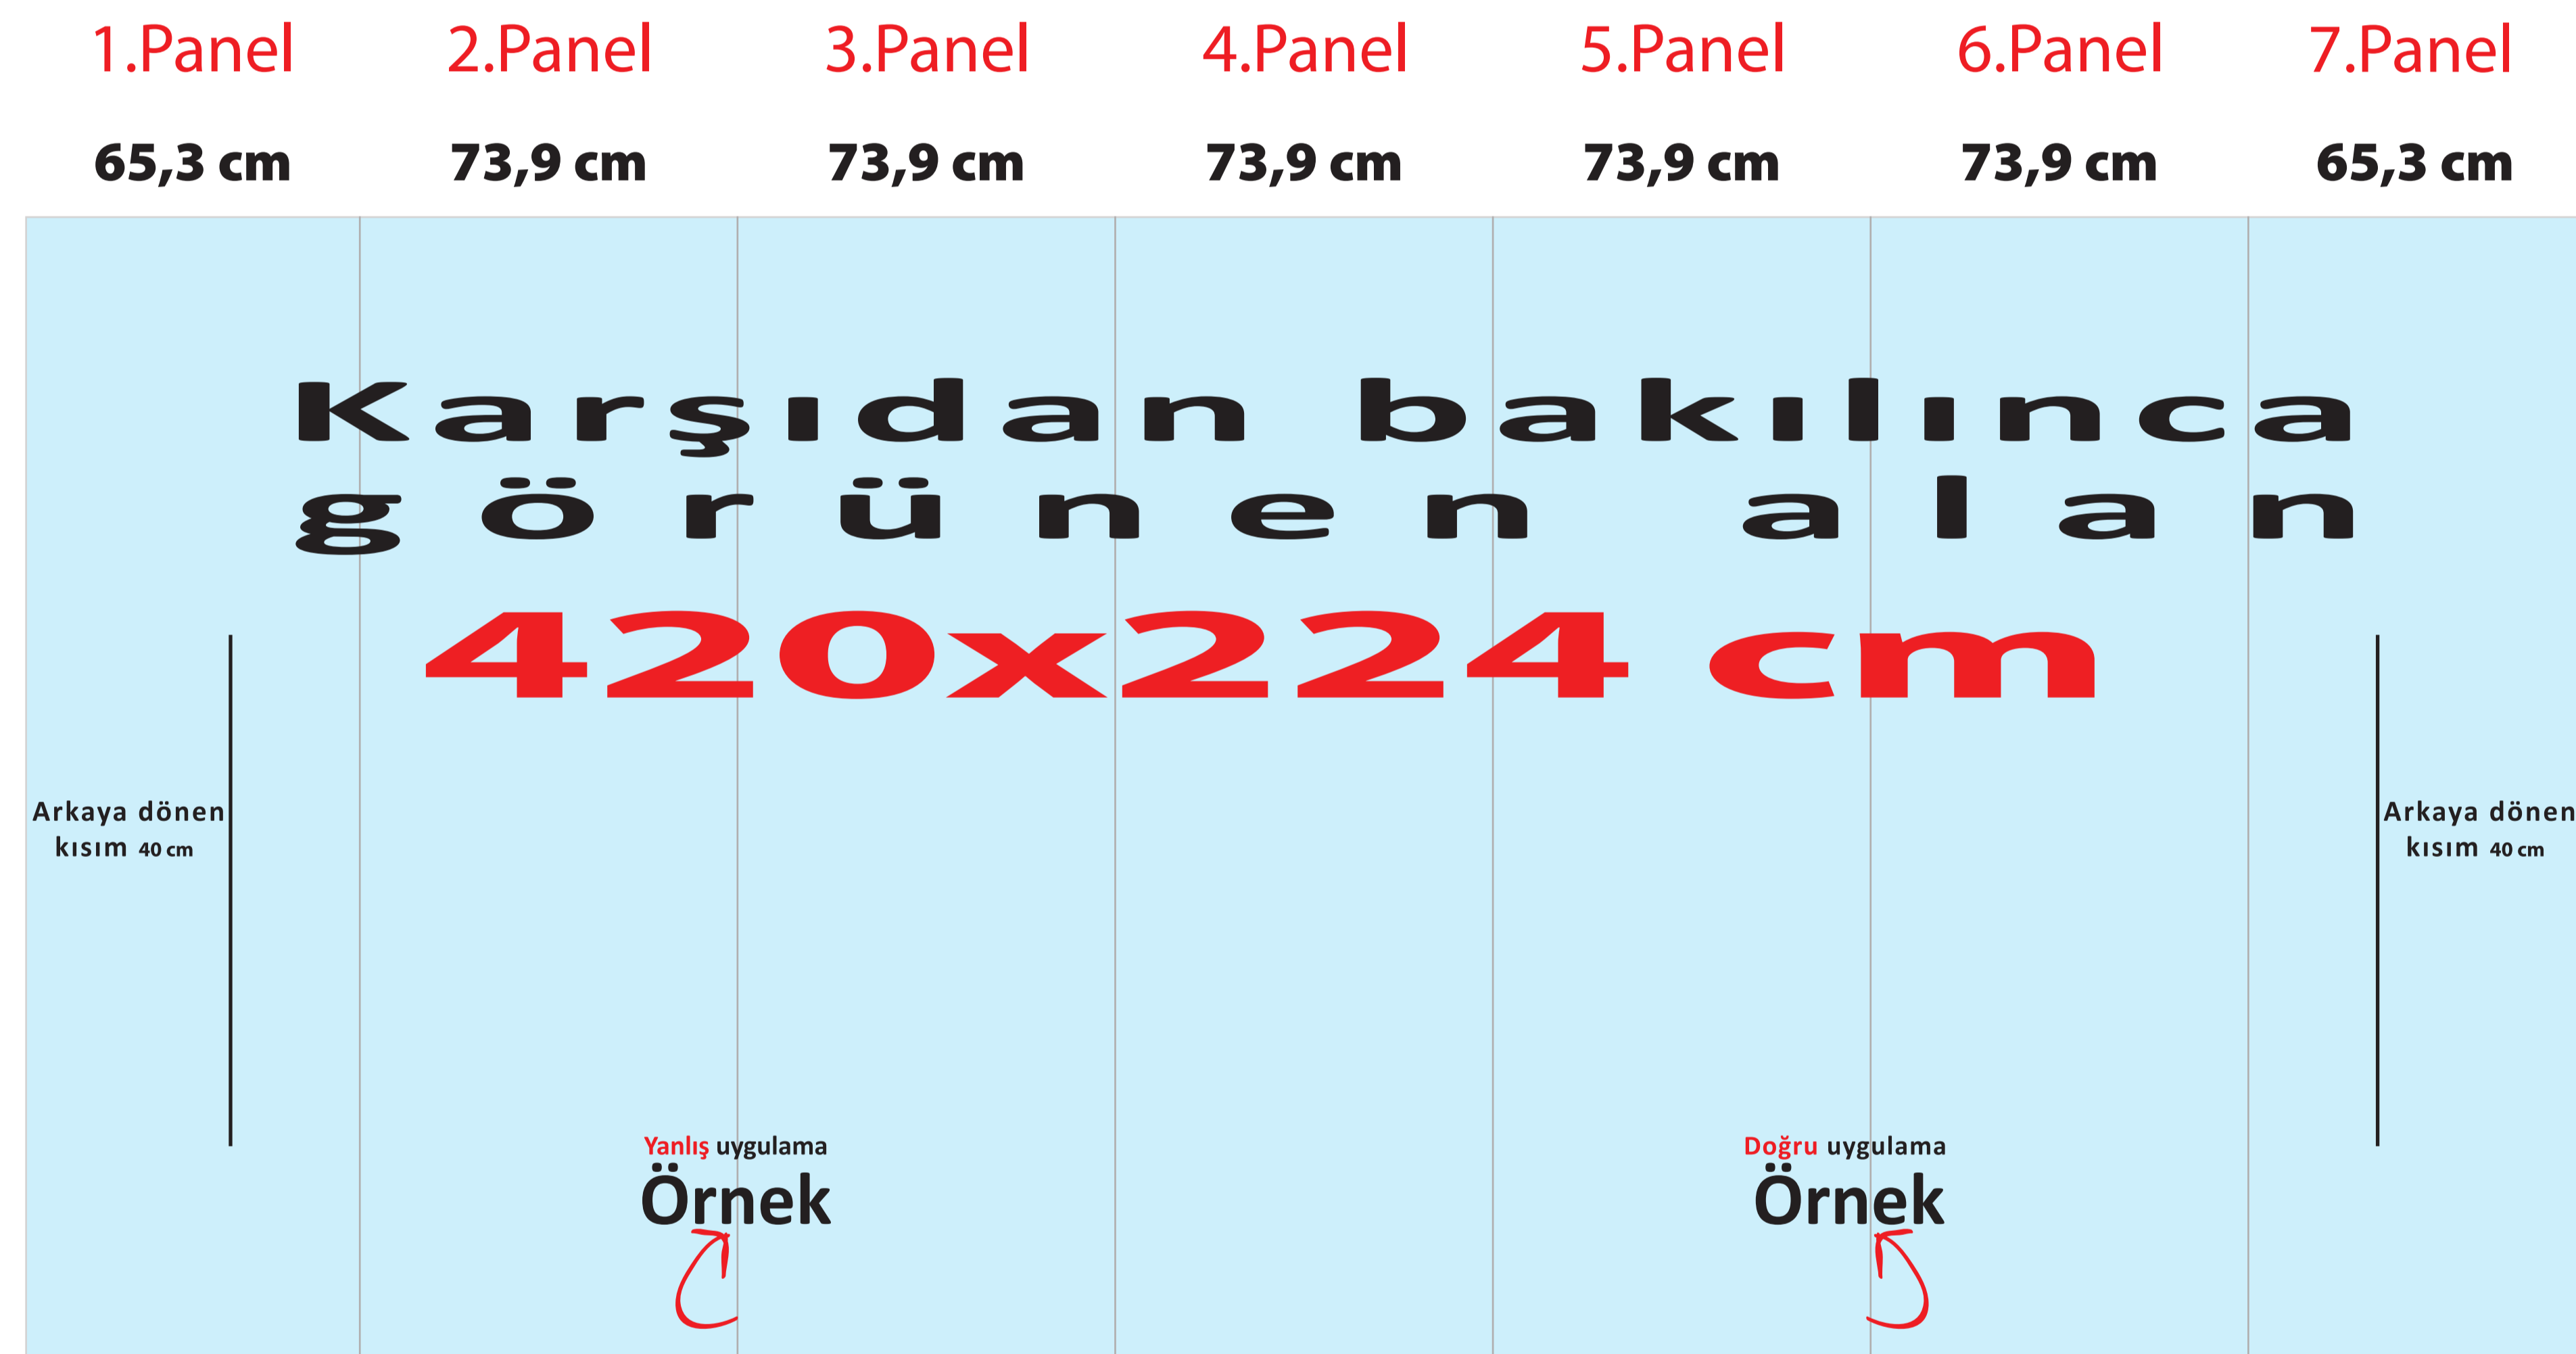 1.Panel 2.Panel 3.Panel 4.Panel 5.Panel 6.Panel 7.Panel
65,3 cm 73,9 cm 73,9 cm 73,9 cm 73,9 cm 73,9 cm 65,3 cm
Karşıdan bakılınca
görünen alan
420x224 cm
Arkaya dönen
kısım 40 cm
Arkaya dönen
kısım 40 cm
Yanlış uygulama
Örnek
Doğru uygulama
Örnek